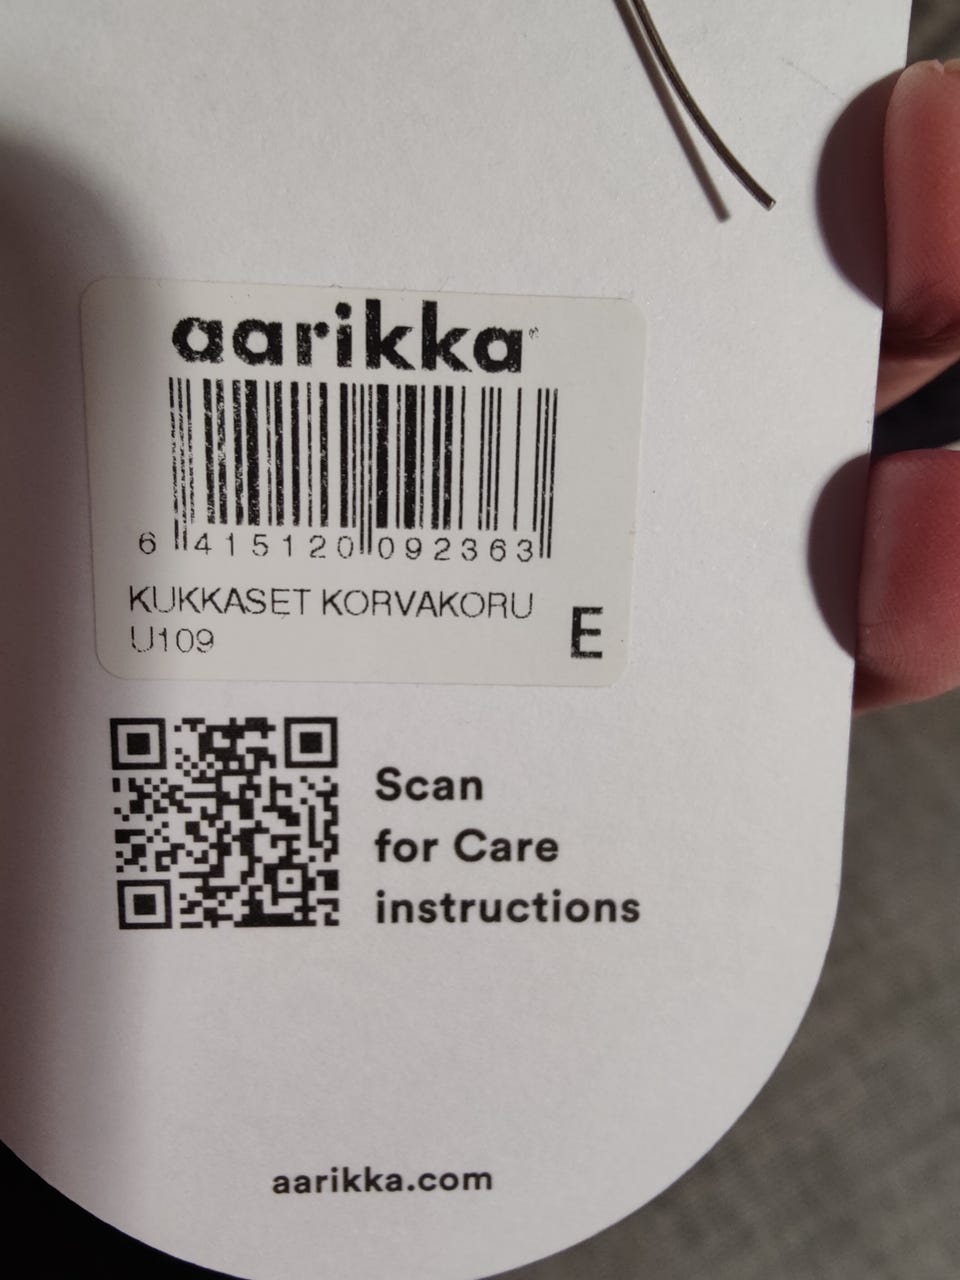 aarikka
6 415120 092363
KUKKASET KORVAKORU
U109
E
Scan
for Care
instructions
aarikka.com